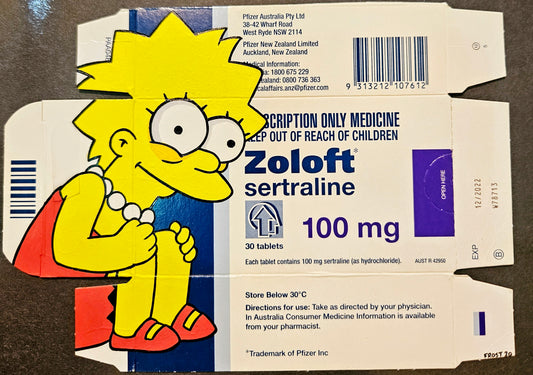 Pfizer Australia Pty Ltd
38-42 Wharf Road
West Ryde NSW 2114
Pfizer New Zealand Limited
Auckland, New Zealand
Medical Information:
1800 675 229
ealand: 0800 736 363
calaffairs.anz@pfizer.com
9 313212 107612
SCRIPTION ONLY MEDICINE
EEP OUT OF REACH OF CHILDREN
Zoloft*
sertraline
100 mg
30 tablets
Each tablet contains 100 mg sertraline (as hydrochloride).
AUST R 42950
OPEN HERE
12/2022
W78713
EXP
B
Store Below 30°C
Directions for use: Take as directed by your physician.
In Australia Consumer Medicine Information is available
from your pharmacist.
*Trademark of Pfizer Inc
FROST 20